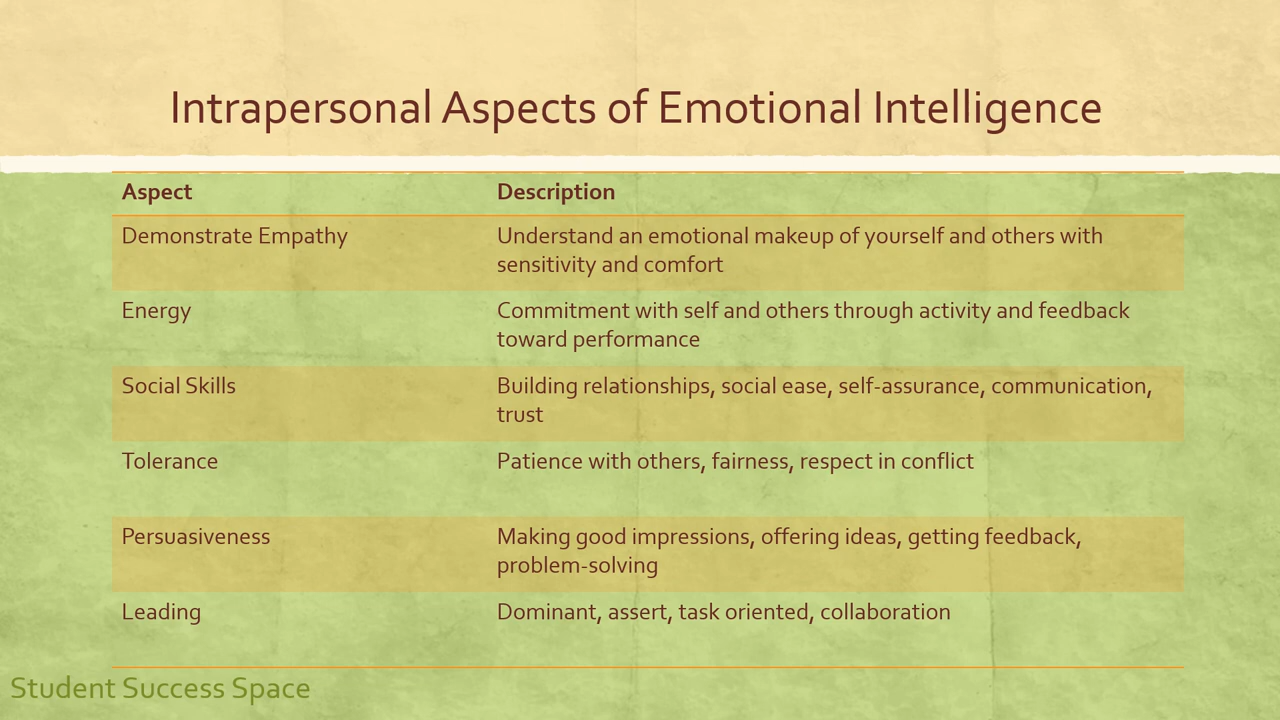 Intrapersonal Aspects of Emotional Intelligence
Aspect Description
Demonstrate Empathy Understand an emotional makeup of yourself and others with
sensitivity and comfort
Energy Commitment with self and others through activity and feedback
toward performance
Social Skills Building relationships, social ease, self-assurance, communication,
trust
Tolerance Patience with others, fairness, respect in conflict
Persuasiveness Making good impressions, offering ideas, getting feedback,
problem-solving
Leading Dominant, assert, task oriented, collaboration
Student Success Space